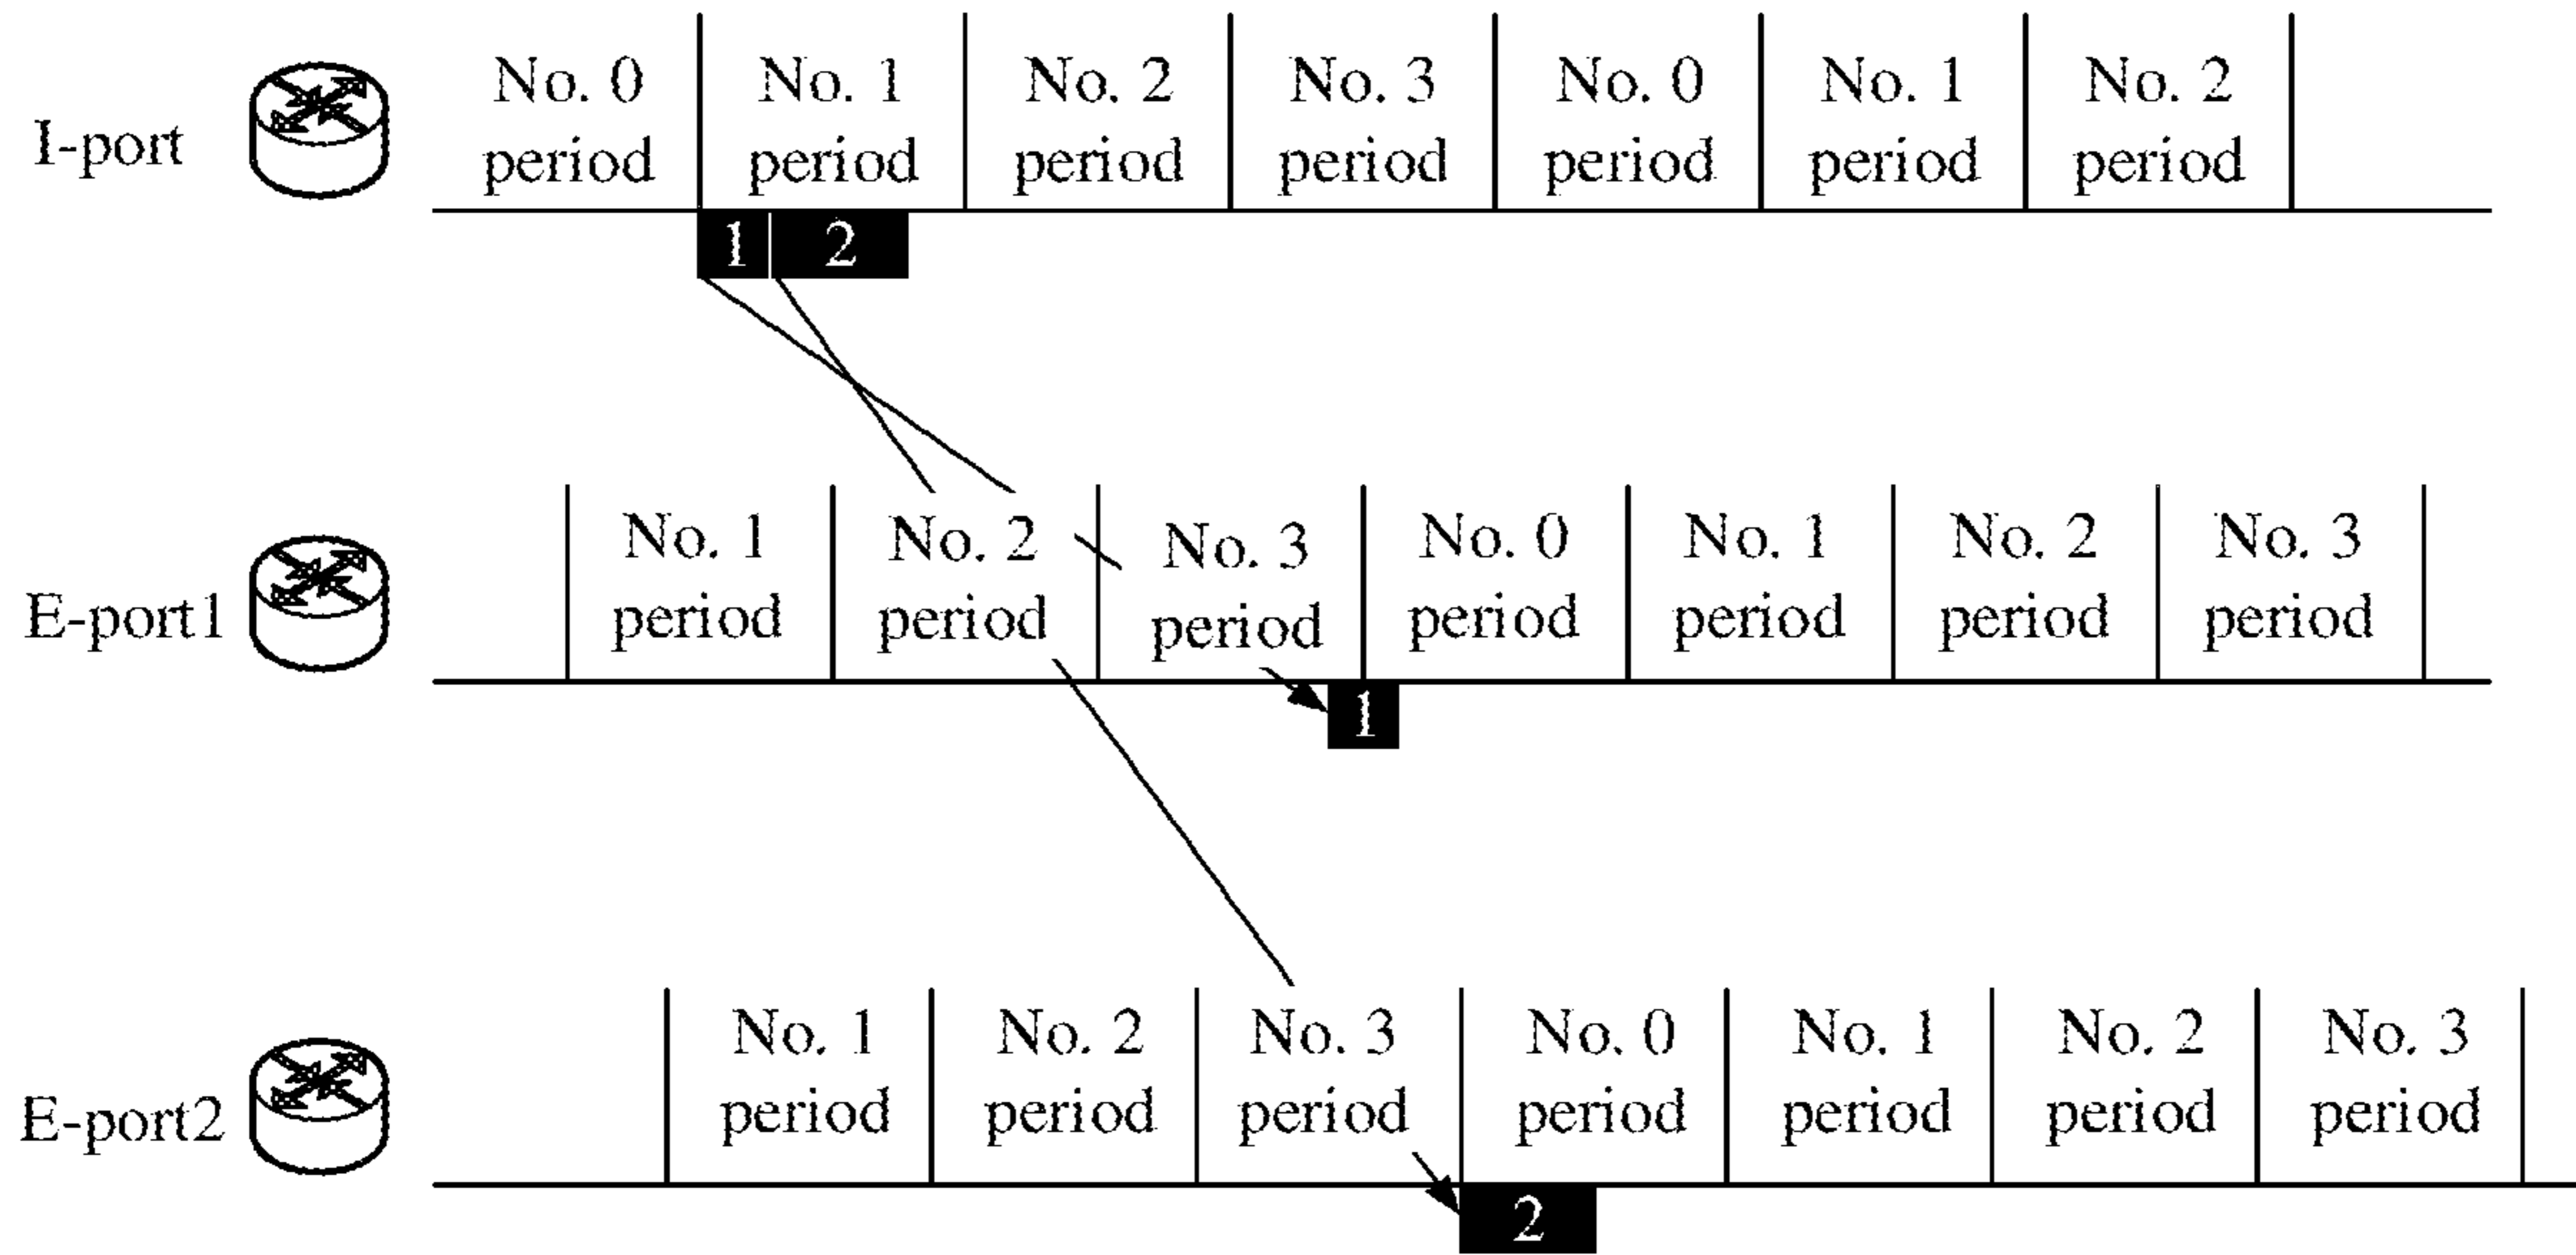 No. 0 No. 1 No. 2 No. 3 No. 0 No. 1 No. 2
I-port period period period period period period period
1 2
No. 1 No. 2 No. 3 No. 0 No. 1 No. 2 No. 3
E-port1 period period period period period period period
1
No. 1 No. 2 No. 3 No. 0 No. 1 No. 2 No. 3
E-port2 period period period period period period period
2